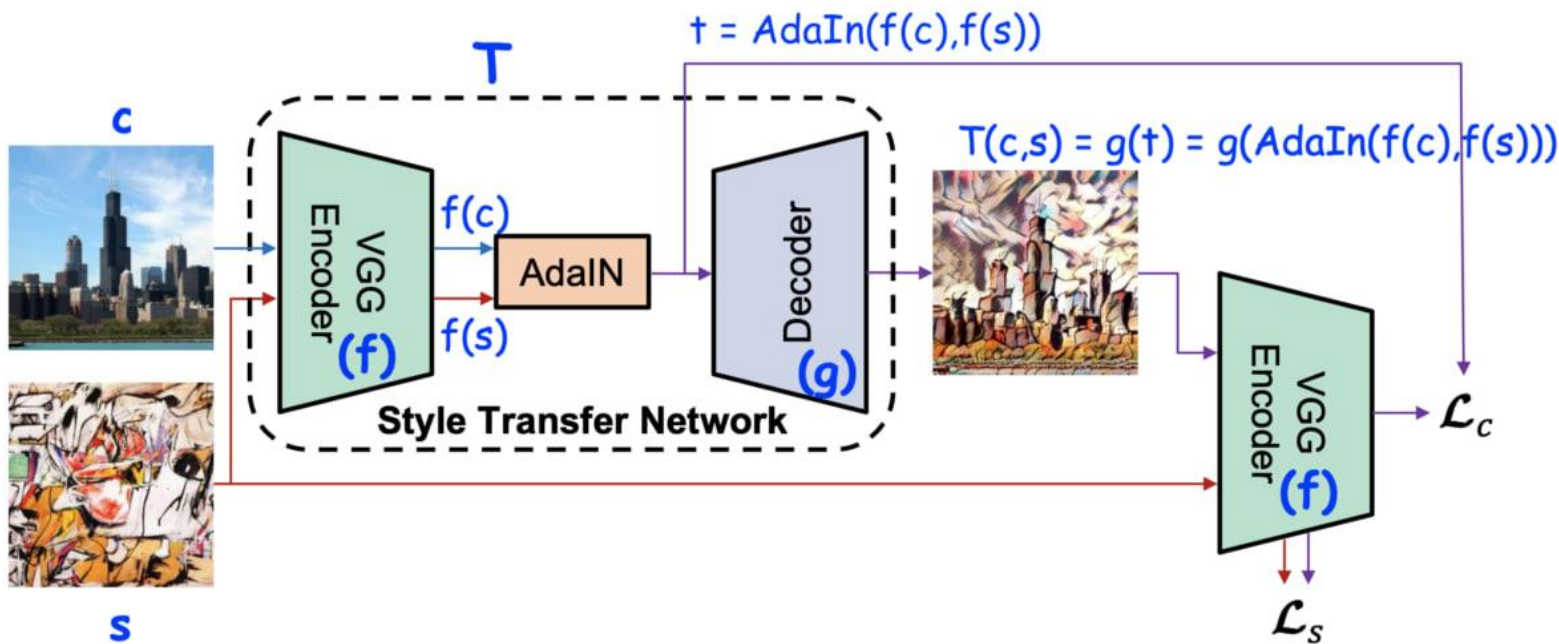 t = AdaIn(f(c),f(s))
T
c
T(c,s) = g(t) = g(AdaIn(f(c),f(s)))
VGG
Encoder
(f)
f(c)
f(s)
AdaIN
Decoder
(g)
Style Transfer Network
VGG
Encoder
(f)
ℒc
ℒs
s